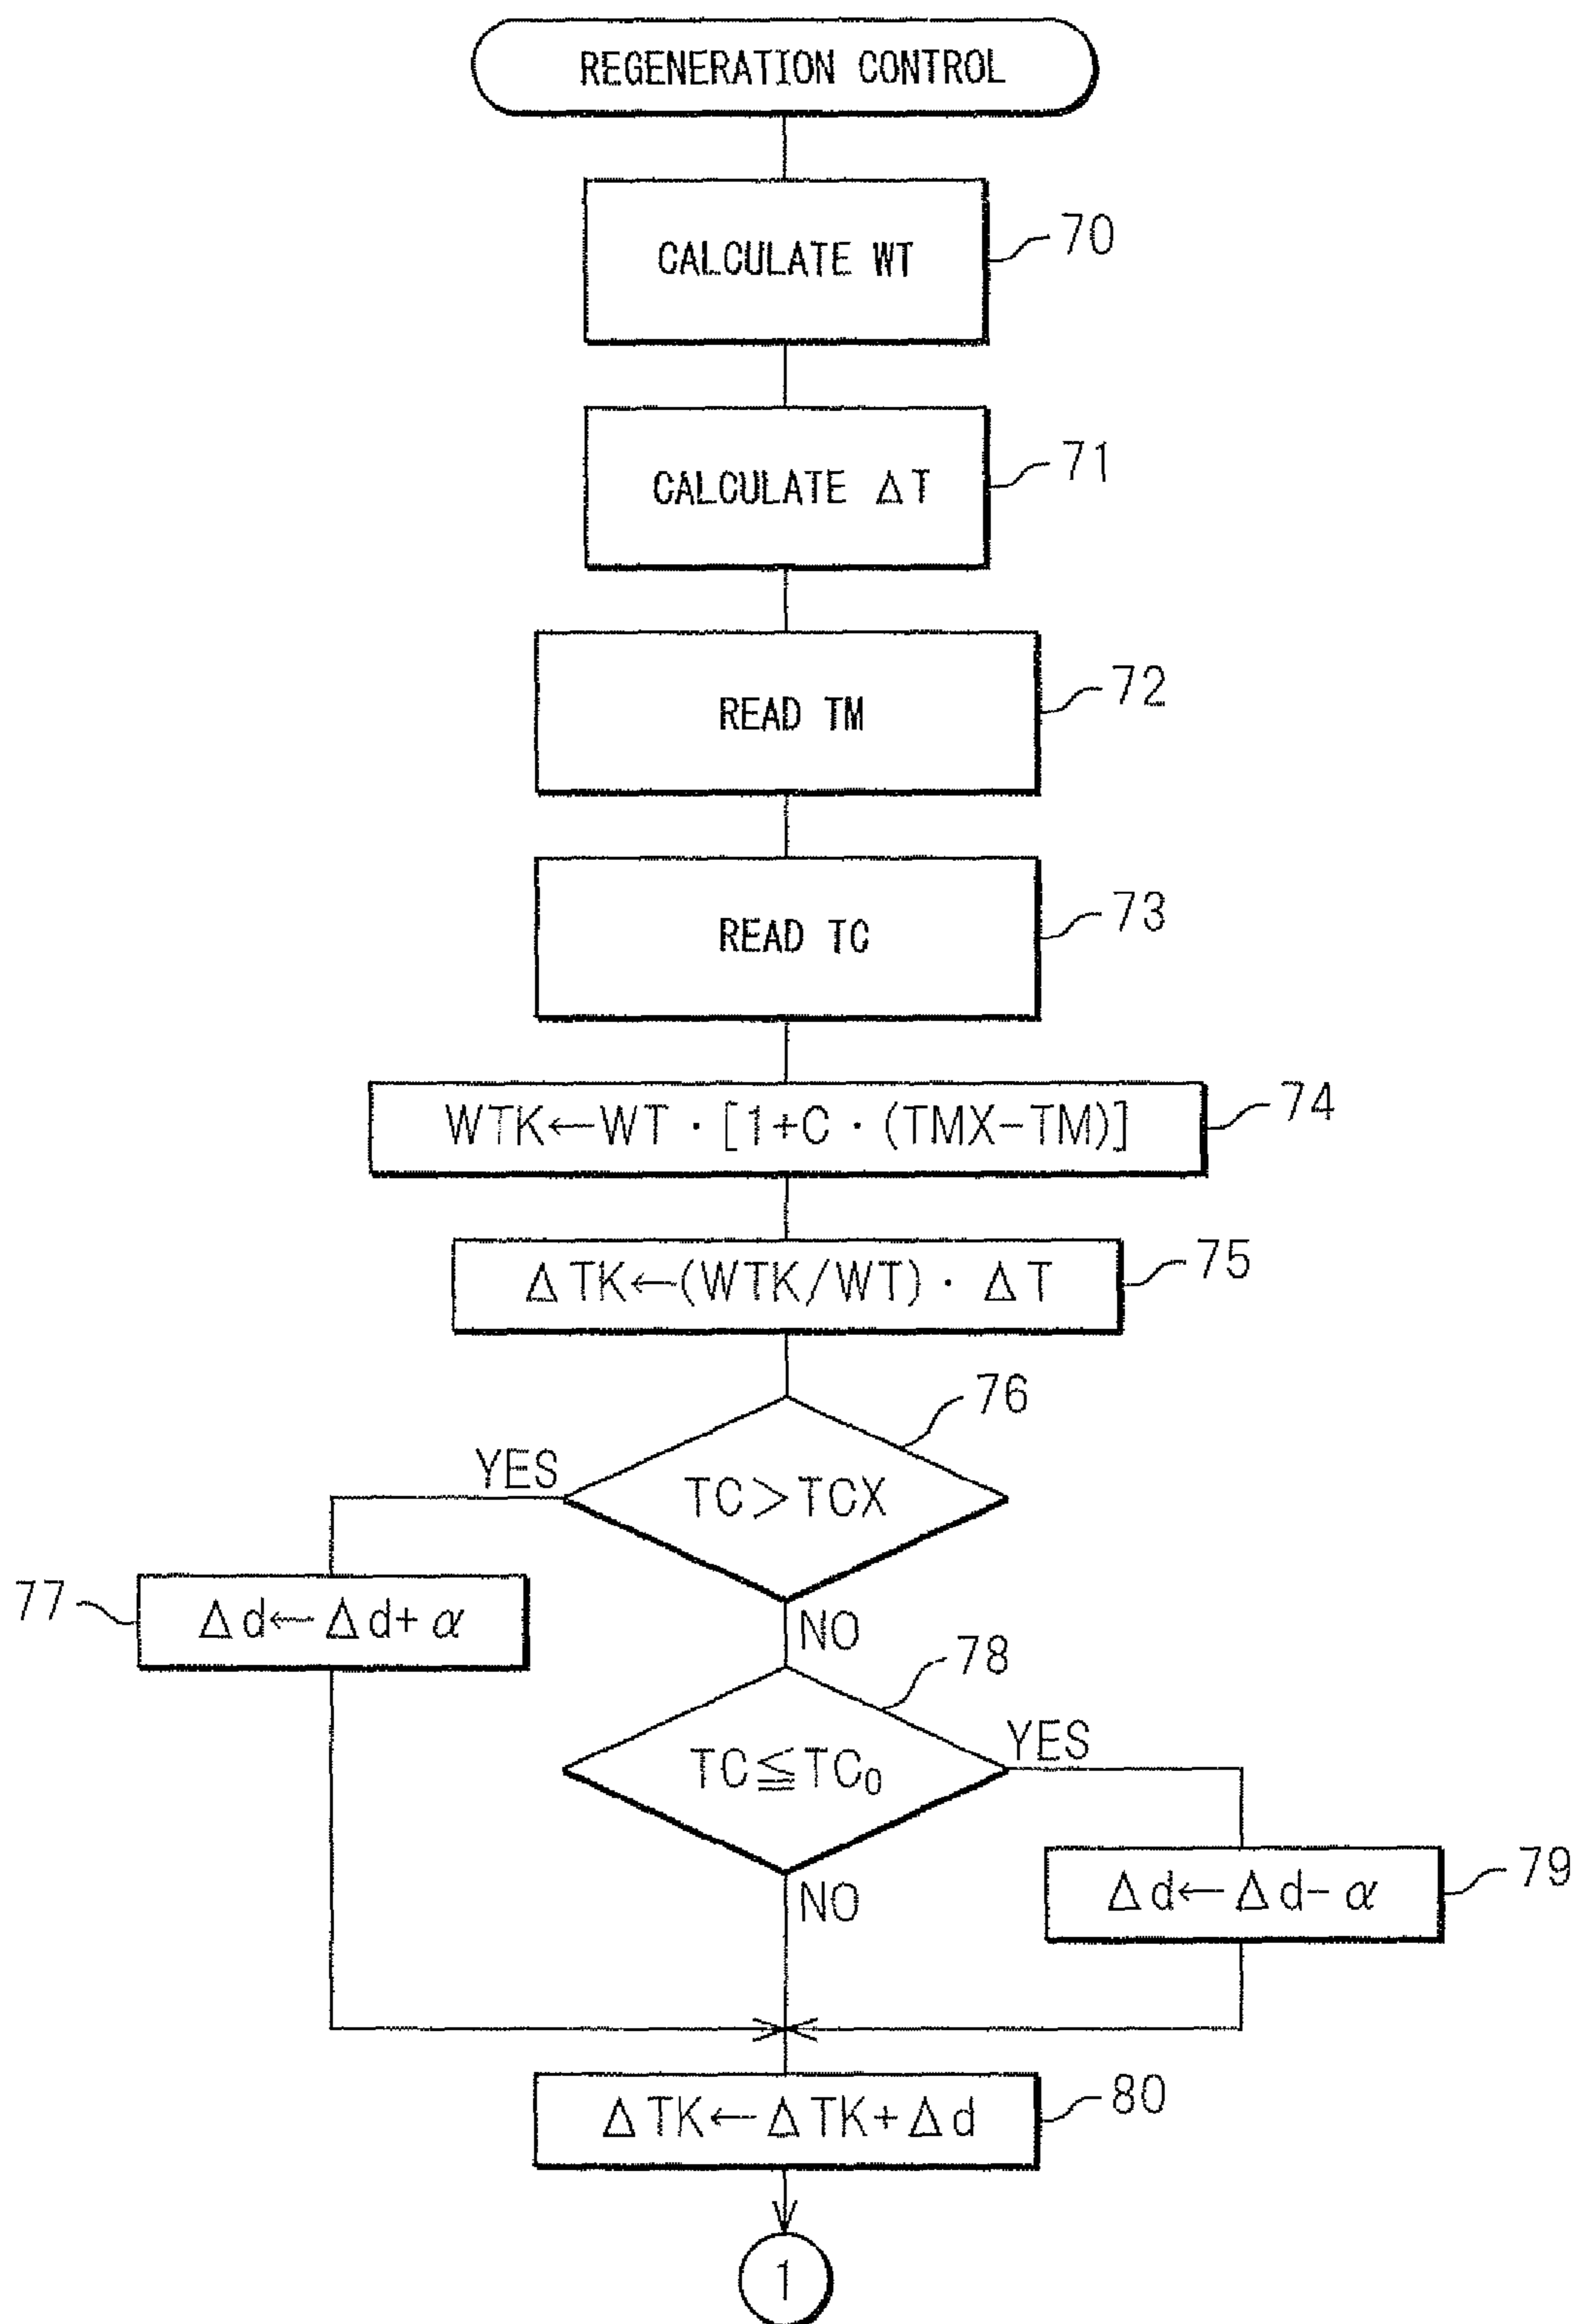 REGENERATION CONTROL
CALCULATE WT
70
CALCULATE ΔT
71
READ TM
72
READ TC
73
WTK←WT · [1+C · (TMX−TM)]
74
ΔTK←(WTK/WT) · ΔT
75
76
YES
TC>TCX
77
Δd←Δd+α
NO
78
YES
TC≦TC₀
79
Δd←Δd−α
NO
ΔTK←ΔTK+Δd
80
1